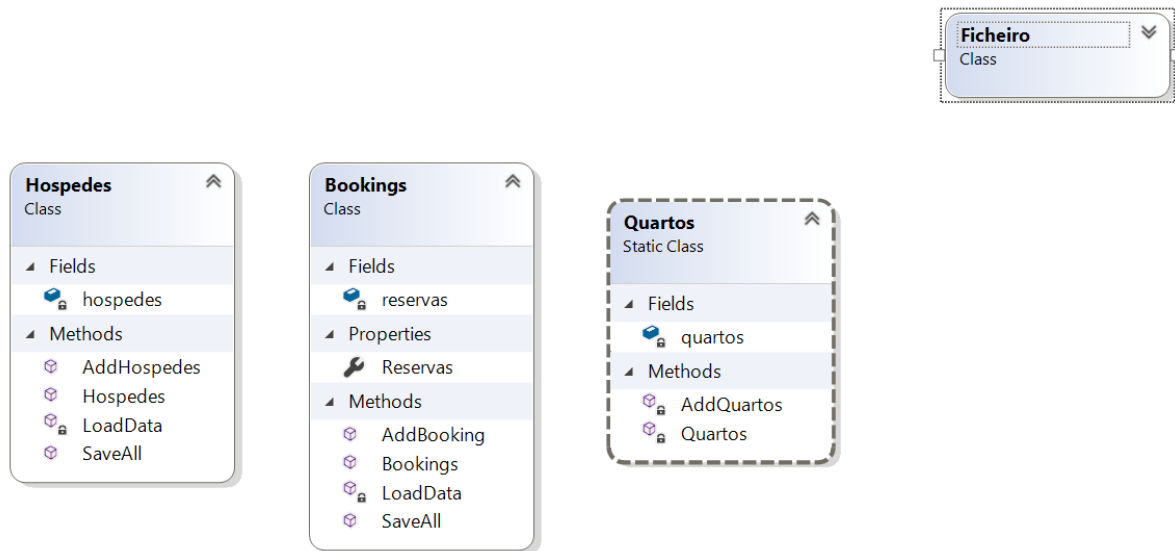 Ficheiro
Class
Hospedes
Class
Fields
hospedes
Methods
AddHospedes
Hospedes
LoadData
SaveAll
Bookings
Class
Fields
reservas
Properties
Reservas
Methods
AddBooking
Bookings
LoadData
SaveAll
Quartos
Static Class
Fields
quartos
Methods
AddQuartos
Quartos